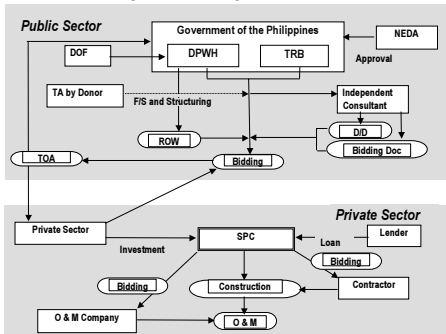 Public Sector
Government of the Philippines
NEDA
DOF
DPWH
TRB
Approval
TA by Donor
F/S and Structuring
Independent
Consultant
ROW
D/D
Bidding Doc
TOA
Bidding
Private Sector
Private Sector
SPC
Lender
Investment
Loan
Bidding
Bidding
Construction
Contractor
O & M Company
O & M